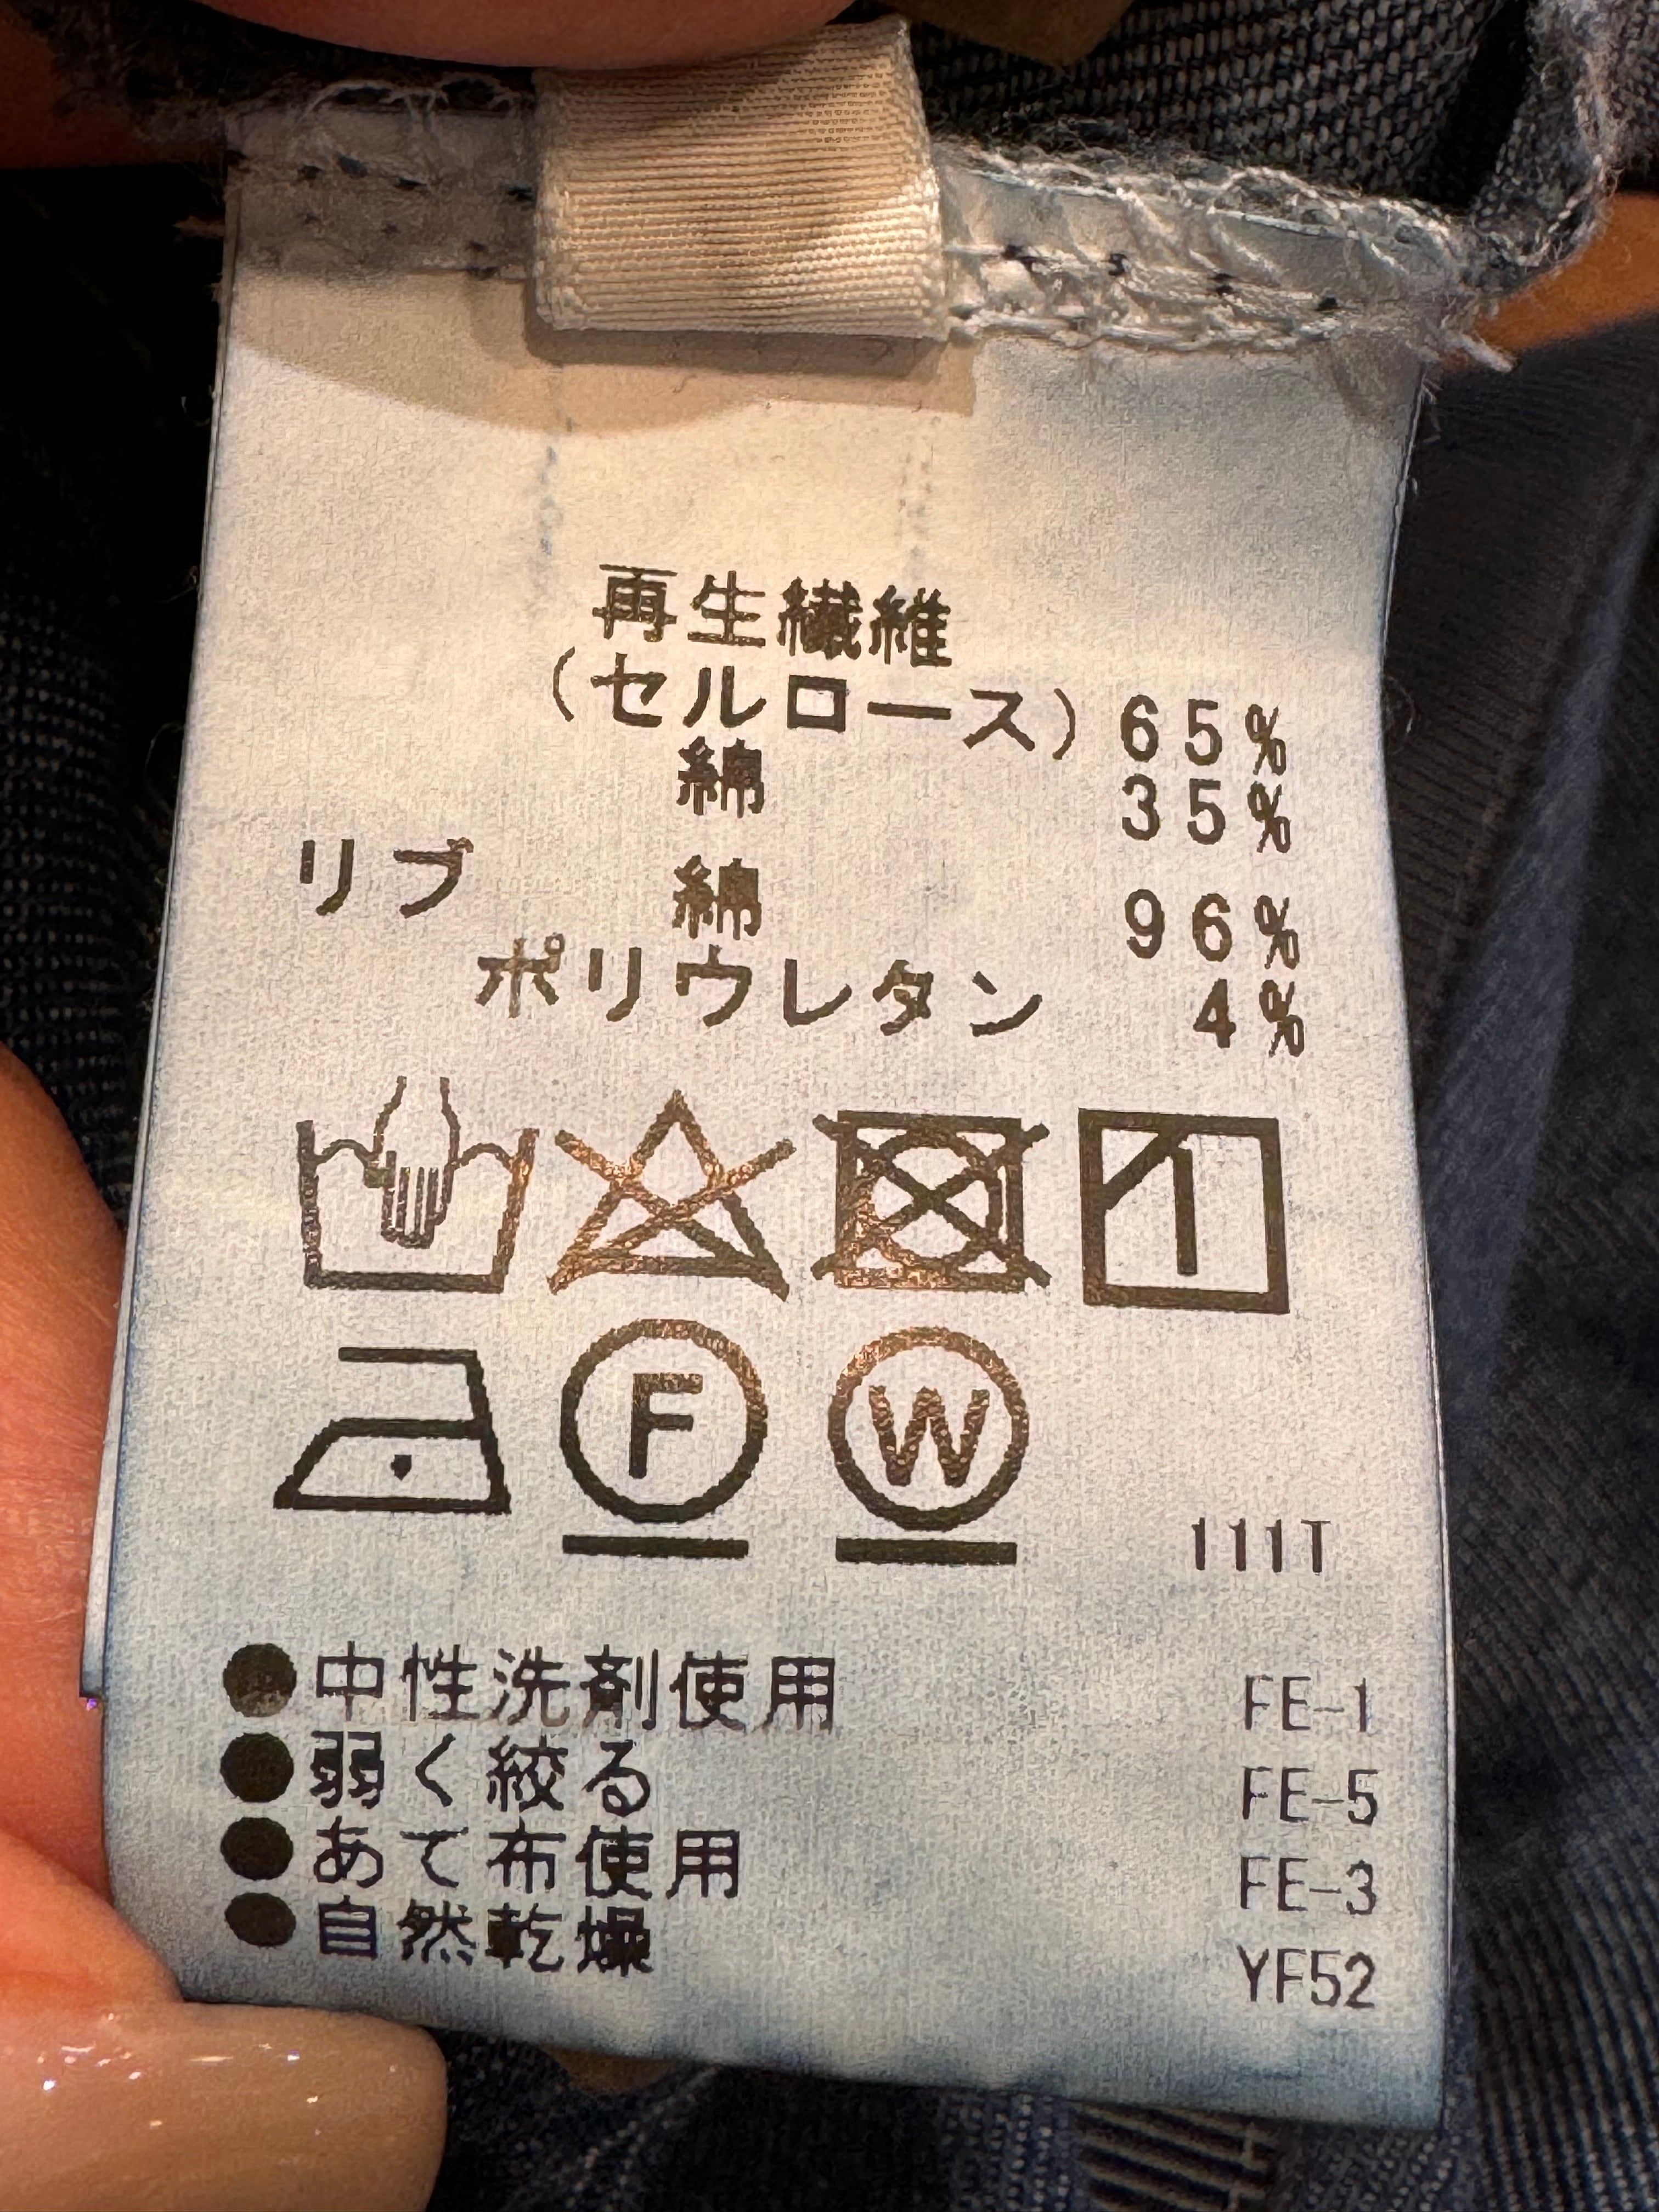 再生繊維
(セルロース) 65%
綿 35%
リブ 綿 96%
ポリウレタン 4%
F W
111T
●中性洗剤使用 FE-1
●弱く絞る FE-5
●あて布使用 FE-3
●自然乾燥 YF52